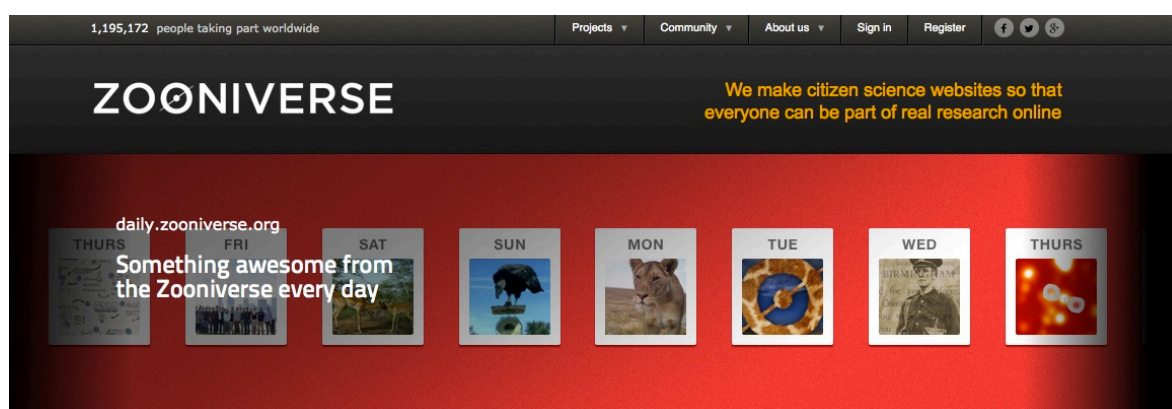 1,195,172 people taking part worldwide
Projects ▼ Community ▼ About us ▼ Sign in Register
ZOONIVERSE
We make citizen science websites so that
everyone can be part of real research online
daily.zooniverse.org
THURS FRI SAT SUN MON TUE WED THURS
Something awesome from
the Zooniverse every day
BIRMINGHAM